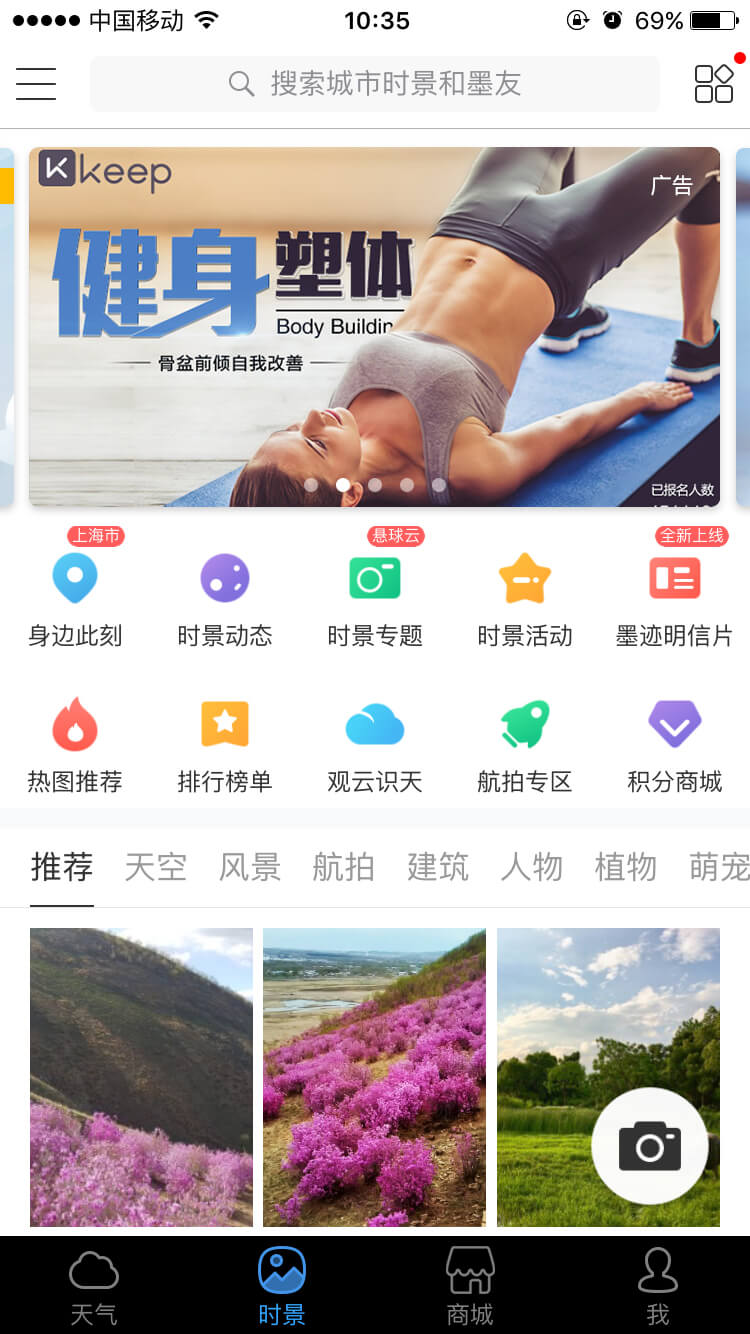 中国移动
10:35
69%
搜索城市时景和墨友
keep
广告
健身 塑体
Body Buildin
骨盆前倾自我改善
已报名人数
上海市
悬球云
全新上线
身边此刻 时景动态 时景专题 时景活动 墨迹明信片
热图推荐 排行榜单 观云识天 航拍专区 积分商城
推荐 天空 风景 航拍 建筑 人物 植物 萌宠
天气 时景 商城 我